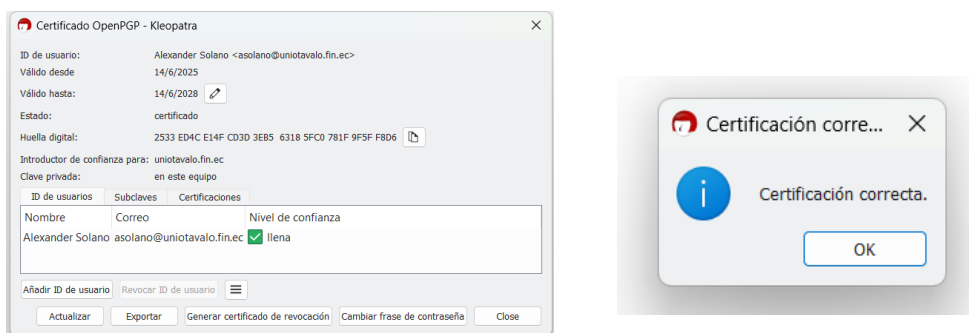 Certificado OpenPGP - Kleopatra
ID de usuario: Alexander Solano <asolano@uniotavalo.fin.ec>
Válido desde 14/6/2025
Válido hasta: 14/6/2028
Estado: certificado
Huella digital: 2533 ED4C E14F CD3D 3EB5 6318 5FC0 781F 9F5F F8D6
Introductor de confianza para: uniotavalo.fin.ec
Clave privada: en este equipo
ID de usuarios Subclaves Certificaciones
Nombre Correo Nivel de confianza
Alexander Solano asolano@uniotavalo.fin.ec llena
Añadir ID de usuario Revocar ID de usuario
Actualizar Exportar Generar certificado de revocación Cambiar frase de contraseña Close
Certificación corre...
Certificación correcta.
OK